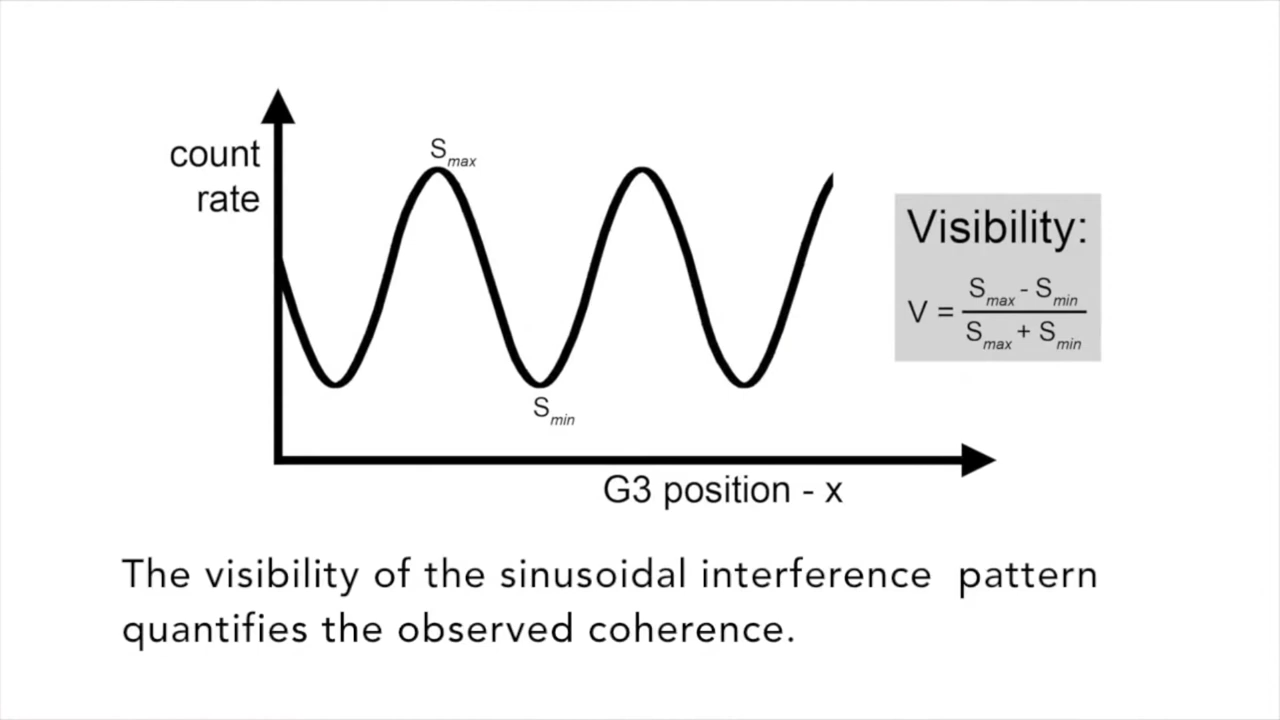 count
rate
S_max
S_min
G3 position - x
Visibility:
V = (S_max - S_min) / (S_max + S_min)
The visibility of the sinusoidal interference pattern
quantifies the observed coherence.